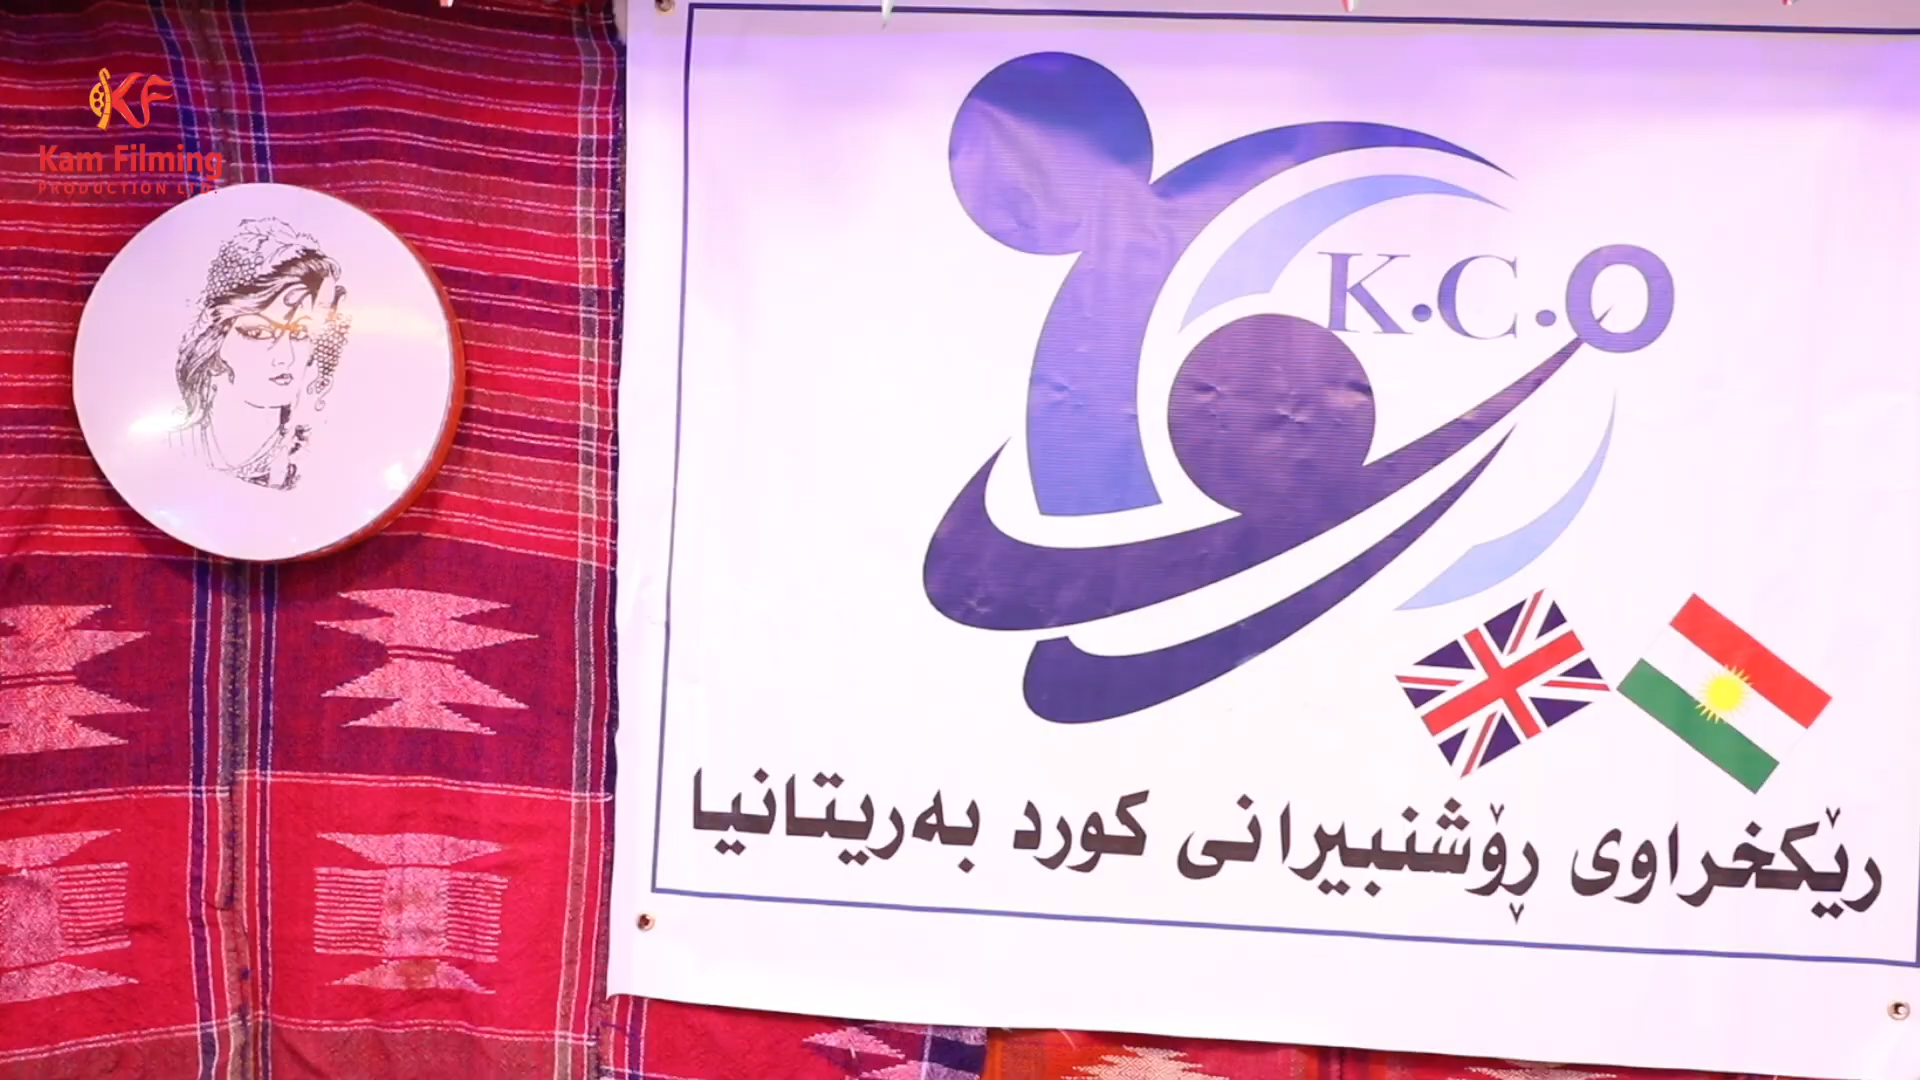 Kam Filming
PRODUCTION LTD.
K.C.O
ڕێکخراوی ڕۆشنبیرانی کورد بەریتانیا